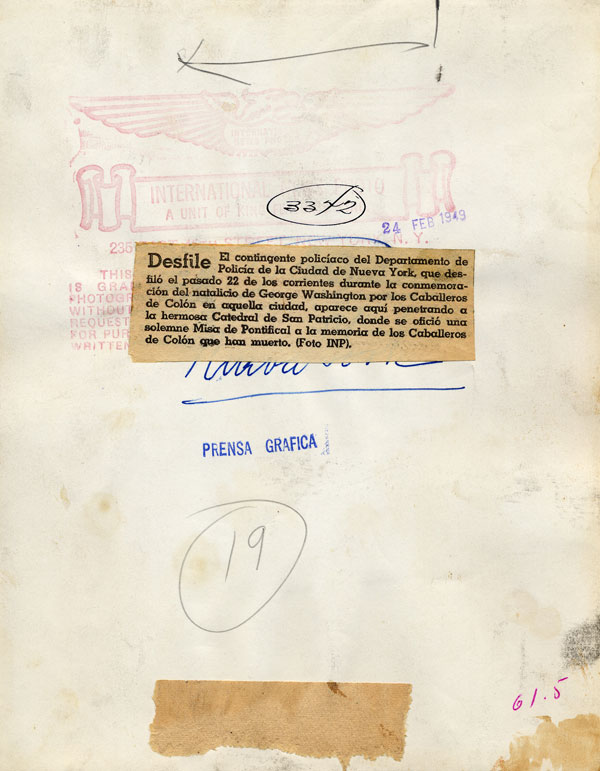 INTERNATIONAL
A UNIT OF
33x2
24 FEB 1949
N. Y.
THIS
IS GRA
PHOTOGR
WITHOUT
REQUEST
FOR PUR
WRITTEN
Desfile El contingente policíaco del Departamento de
Policía de la Ciudad de Nueva York, que des-
filó el pasado 22 de los corrientes durante la conmemora-
ción del natalicio de George Washington por los Caballeros
de Colón en aquella ciudad, aparece aquí penetrando a
la hermosa Catedral de San Patricio, donde se ofició una
solemne Misa de Pontifical a la memoria de los Caballeros
de Colón que han muerto. (Foto INP).
PRENSA GRAFICA
19
61.5